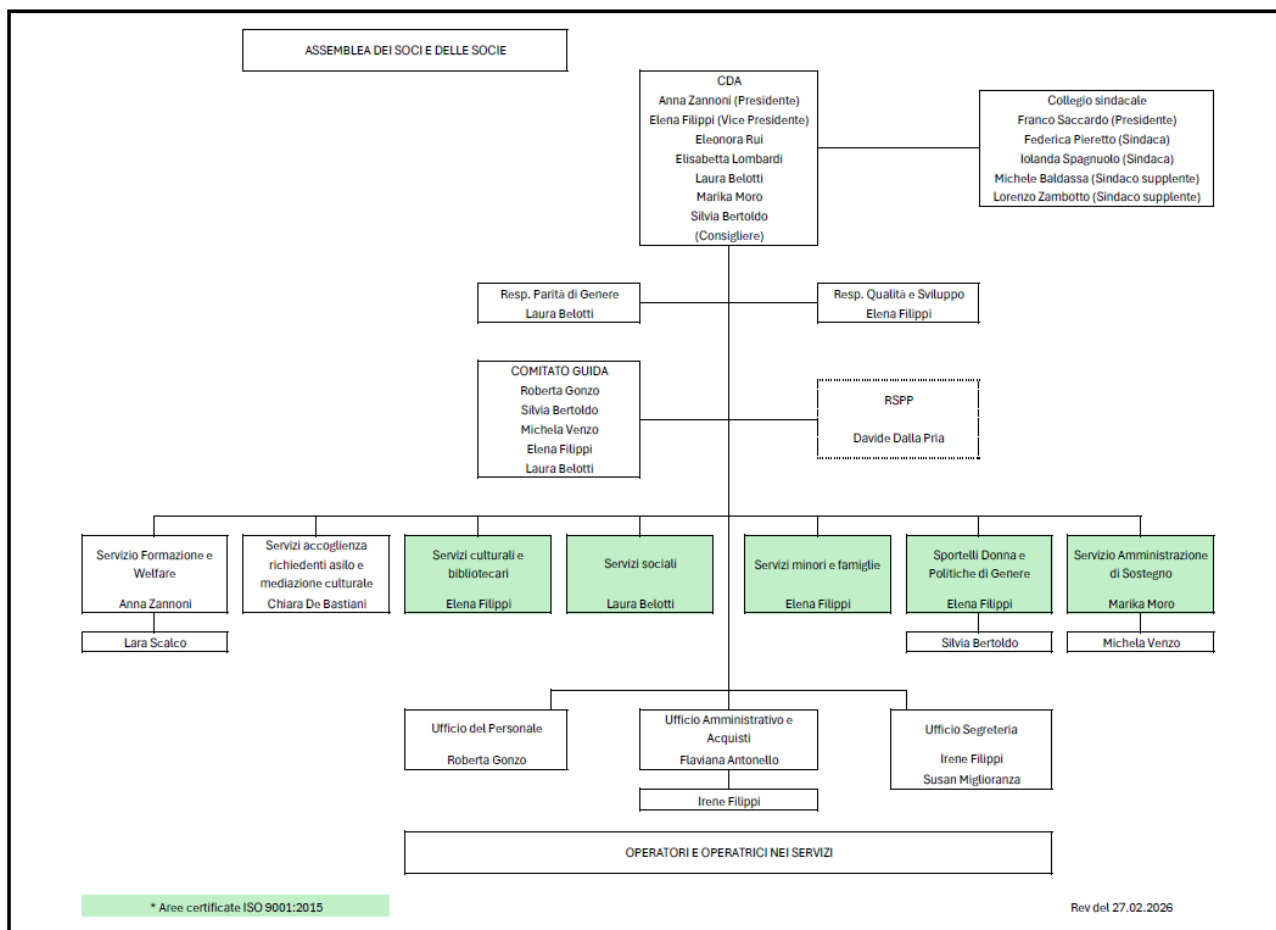 ASSEMBLEA DEI SOCI E DELLE SOCIE
CDA
Anna Zannoni (Presidente)
Elena Filippi (Vice Presidente)
Eleonora Rui
Elisabetta Lombardi
Laura Belotti
Marika Moro
Silvia Bertoldo
(Consigliere)
Collegio sindacale
Franco Saccardo (Presidente)
Federica Pieretto (Sindaca)
Iolanda Spagnuolo (Sindaca)
Michele Baldassa (Sindaco supplente)
Lorenzo Zambotto (Sindaco supplente)
Resp. Parità di Genere
Laura Belotti
Resp. Qualità e Sviluppo
Elena Filippi
COMITATO GUIDA
Roberta Gonzo
Silvia Bertoldo
Michela Venzo
Elena Filippi
Laura Belotti
RSPP
Davide Dalla Pria
Servizio Formazione e
Welfare
Anna Zannoni
Lara Scalco
Servizi accoglienza
richiedenti asilo e
mediazione culturale
Chiara De Bastiani
Servizi culturali e
bibliotecari
Elena Filippi
Servizi sociali
Laura Belotti
Servizi minori e famiglie
Elena Filippi
Sportelli Donna e
Politiche di Genere
Elena Filippi
Silvia Bertoldo
Servizio Amministrazione
di Sostegno
Marika Moro
Michela Venzo
Ufficio del Personale
Roberta Gonzo
Ufficio Amministrativo e
Acquisti
Flaviana Antonello
Irene Filippi
Ufficio Segreteria
Irene Filippi
Susan Miglioranza
OPERATORI E OPERATRICI NEI SERVIZI
* Aree certificate ISO 9001:2015
Rev del 27.02.2026